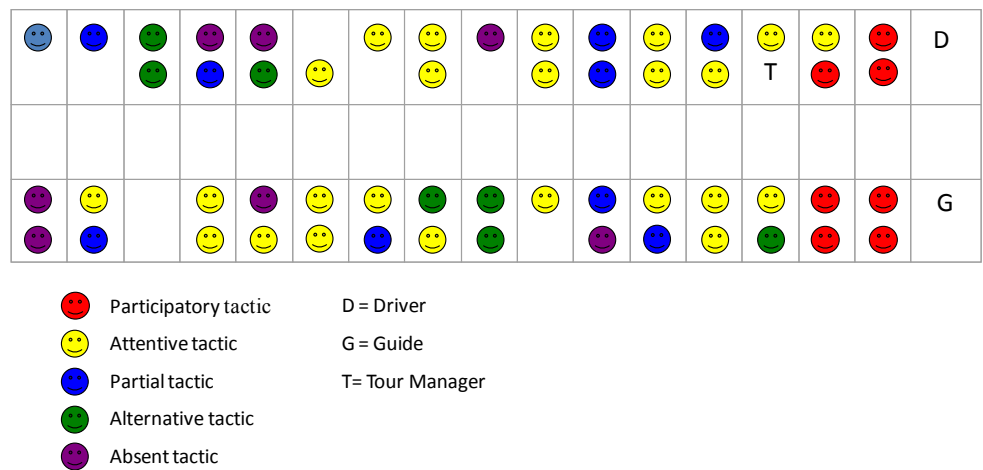 D
T
G
Participatory tactic D = Driver
Attentive tactic G = Guide
Partial tactic T= Tour Manager
Alternative tactic
Absent tactic